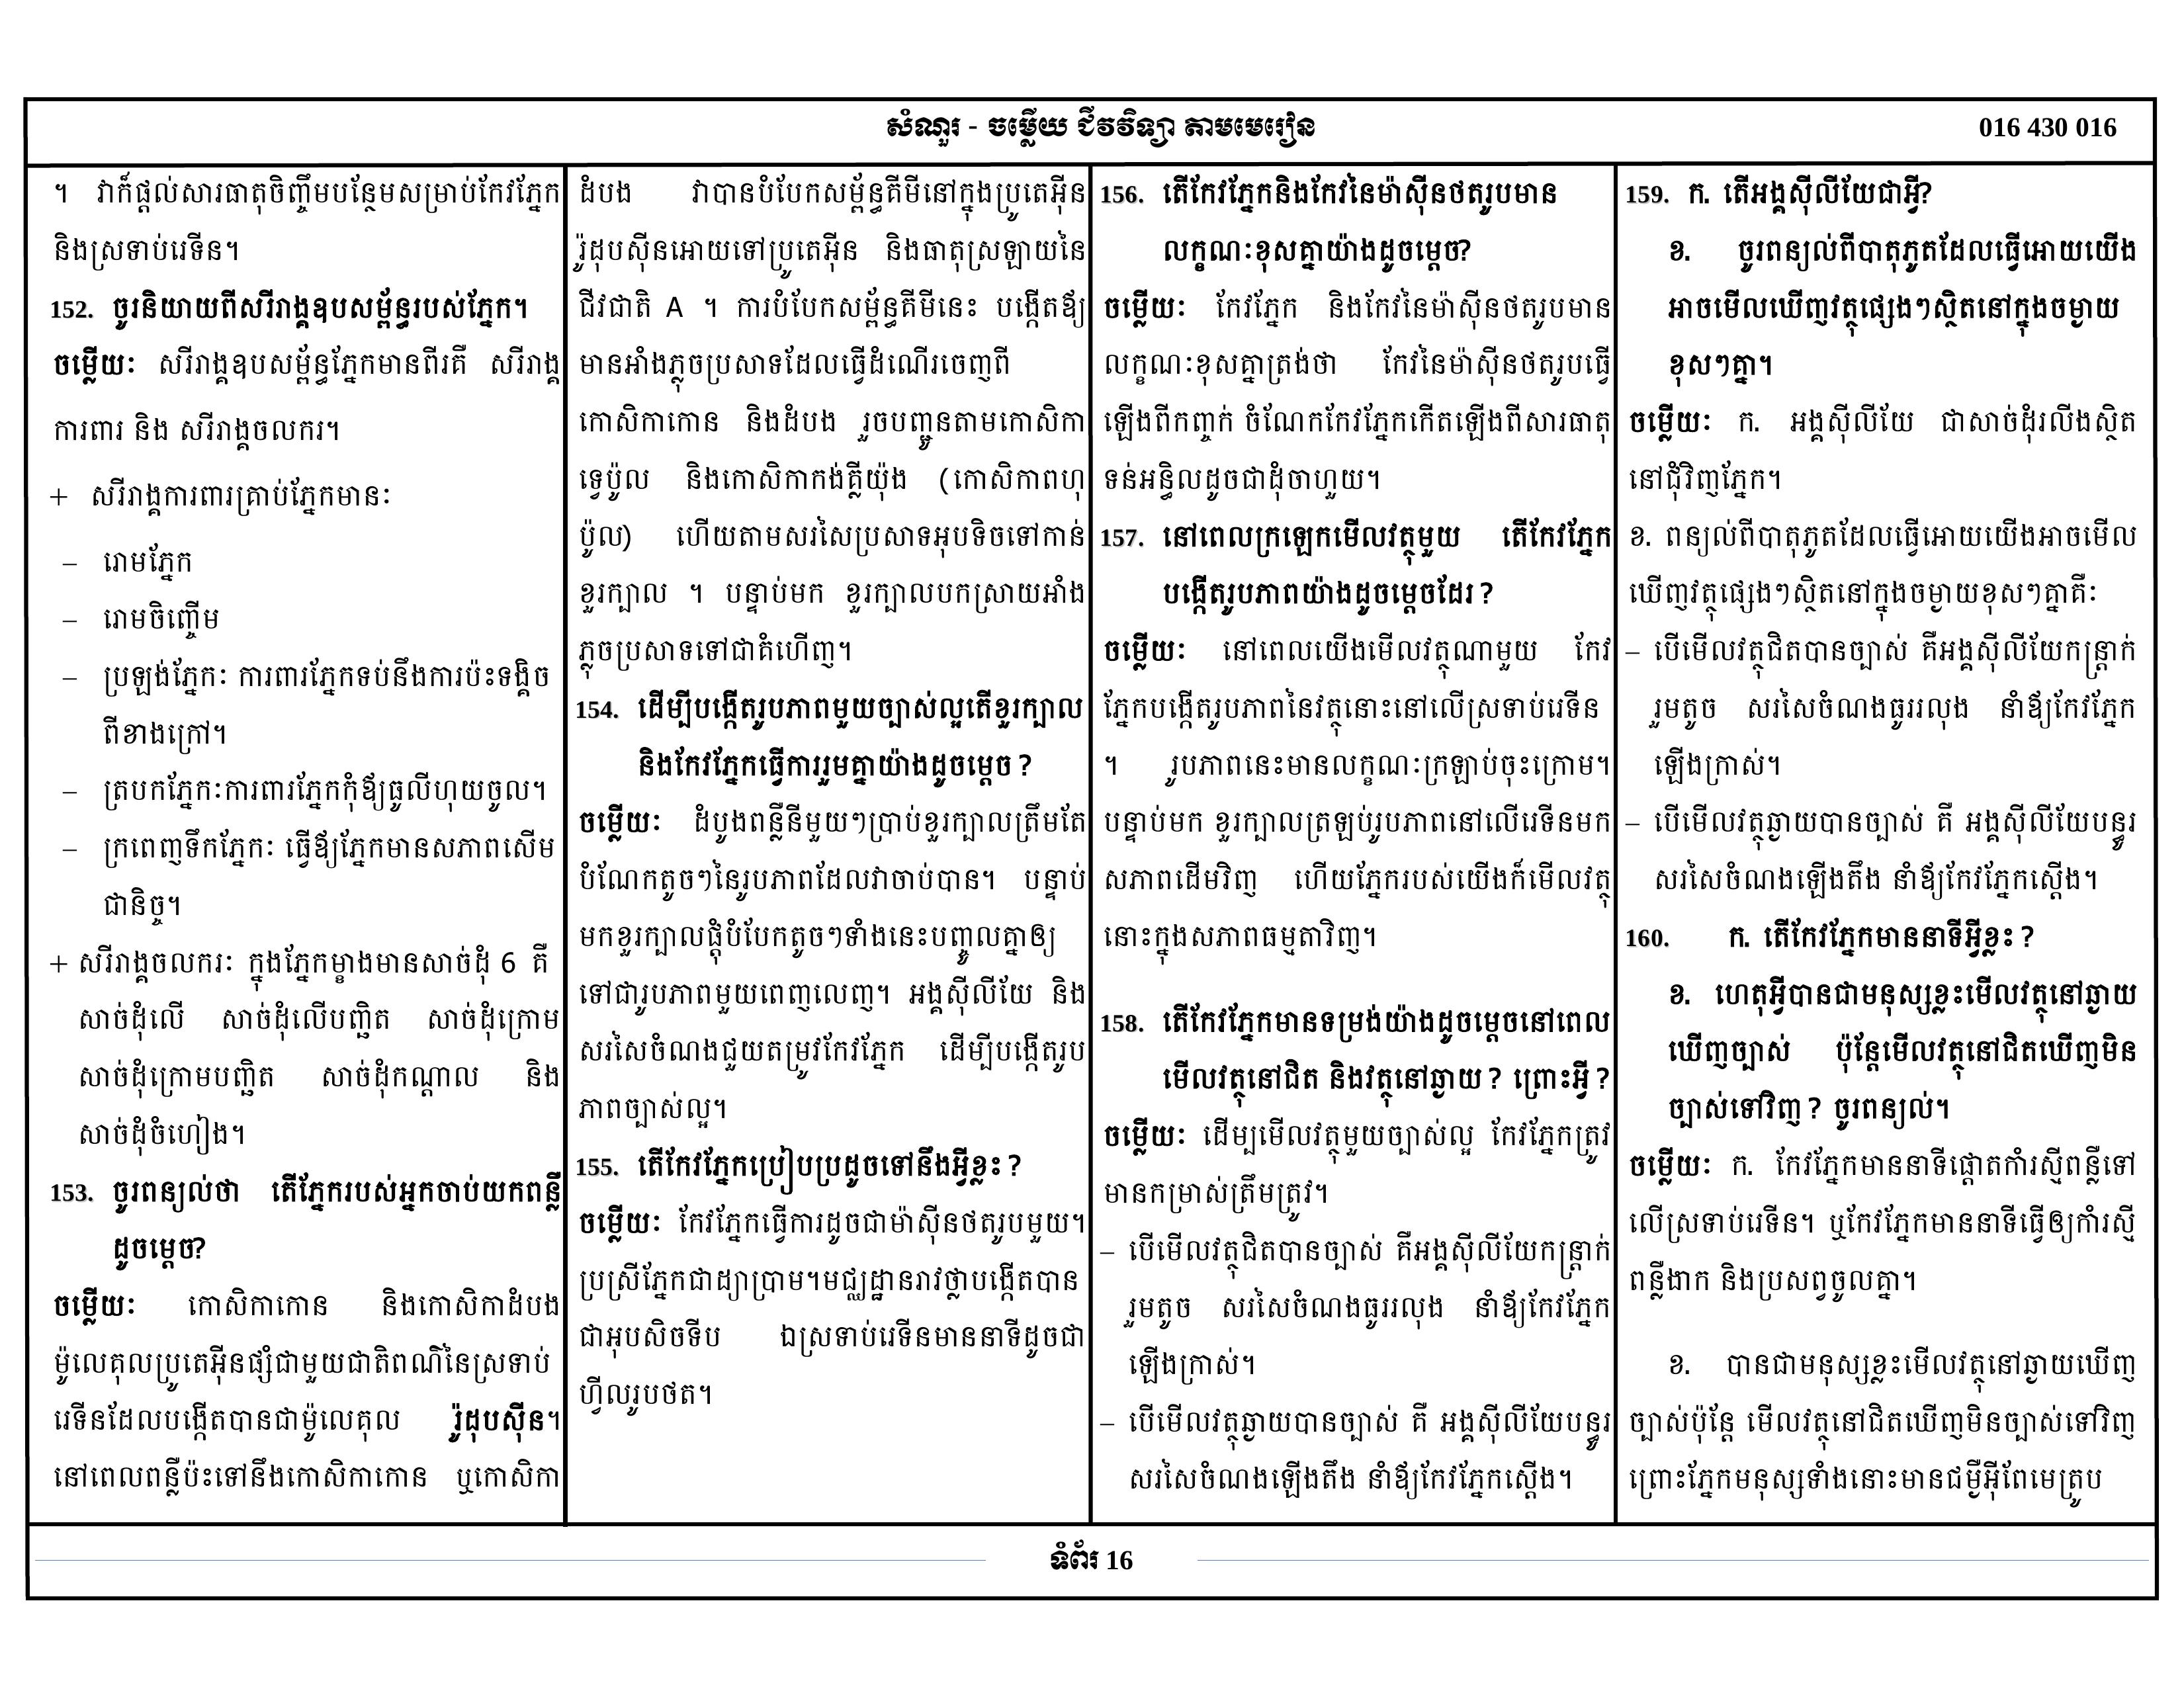 សំណួរ - ចម្លើយ ជីវវិទ្យា តាមមេរៀន
016 430 016
។ វាក៏ផ្តល់សារធាតុចិញ្ចឹមបន្ថែមសម្រាប់កែវភ្នែក
និងស្រទាប់រេទីន។
152. ចូរនិយាយពីសរីរាង្គឧបសម្ព័ន្ធរបស់ភ្នែក។
ចម្លើយៈ សរីរាង្គឧបសម្ព័ន្ធភ្នែកមានពីរគឺ សរីរាង្គ
ការពារ និង សរីរាង្គចលករ។
+ សរីរាង្គការពារគ្រាប់ភ្នែកមានៈ
– រោមភ្នែក
– រោមចិញ្ចើម
– ប្រឡង់ភ្នែកៈ ការពារភ្នែកទប់នឹងការប៉ះទង្គិច
ពីខាងក្រៅ។
– ត្របកភ្នែកៈការពារភ្នែកកុំឱ្យធូលីហុយចូល។
– ក្រពេញទឹកភ្នែកៈ ធ្វើឱ្យភ្នែកមានសភាពសើម
ជានិច្ច។
+ សរីរាង្គចលករៈ ក្នុងភ្នែកម្ខាងមានសាច់ដុំ 6 គឺ
សាច់ដុំលើ សាច់ដុំលើបញ្ឆិត សាច់ដុំក្រោម
សាច់ដុំក្រោមបញ្ឆិត សាច់ដុំកណ្តាល និង
សាច់ដុំចំហៀង។
153. ចូរពន្យល់ថា តើភ្នែករបស់អ្នកចាប់យកពន្លឺ
ដូចម្តេច?
ចម្លើយៈ កោសិកាកោន និងកោសិកាដំបង
ម៉ូលេគុលប្រូតេអ៊ីនផ្សំជាមួយជាតិពណ៌នៃស្រទាប់
រេទីនដែលបង្កើតបានជាម៉ូលេគុល រ៉ូដុបស៊ីន។
នៅពេលពន្លឺប៉ះទៅនឹងកោសិកាកោន ឬកោសិកា
ដំបង វាបានបំបែកសម្ព័ន្ធគីមីនៅក្នុងប្រូតេអ៊ីន
រ៉ូដុបស៊ីនអោយទៅប្រូតេអ៊ីន និងធាតុស្រឡាយនៃ
ជីវជាតិ A ។ ការបំបែកសម្ព័ន្ធគីមីនេះ បង្កើតឱ្យ
មានអាំងភ្លុចប្រសាទដែលធ្វើដំណើរចេញពី
កោសិកាកោន និងដំបង រួចបញ្ជូនតាមកោសិកា
ទ្វេប៉ូល និងកោសិកាកង់គ្លីយ៉ុង (កោសិកាពហុ
ប៉ូល) ហើយតាមសរសៃប្រសាទអុបទិចទៅកាន់
ខួរក្បាល ។ បន្ទាប់មក ខួរក្បាលបកស្រាយអាំង
ភ្លុចប្រសាទទៅជាគំហើញ។
154. ដើម្បីបង្កើតរូបភាពមួយច្បាស់ល្អតើខួរក្បាល
និងកែវភ្នែកធ្វើការរួមគ្នាយ៉ាងដូចម្តេច ?
ចម្លើយៈ ដំបូងពន្លឺនីមួយៗប្រាប់ខួរក្បាលត្រឹមតែ
បំណែកតូចៗនៃរូបភាពដែលវាចាប់បាន។ បន្ទាប់
មកខួរក្បាលផ្តុំបំបែកតូចៗទាំងនេះបញ្ចូលគ្នាឲ្យ
ទៅជារូបភាពមួយពេញលេញ។ អង្គស៊ីលីយែ និង
សរសៃចំណងជួយតម្រូវកែវភ្នែក ដើម្បីបង្កើតរូប
ភាពច្បាស់ល្អ។
155. តើកែវភ្នែកប្រៀបប្រដូចទៅនឹងអ្វីខ្លះ ?
ចម្លើយៈ កែវភ្នែកធ្វើការដូចជាម៉ាស៊ីនថតរូបមួយ។
ប្រស្រីភ្នែកជាដ្យាប្រាម។មជ្ឈដ្ឋានរាវថ្លាបង្កើតបាន
ជាអុបសិចទីប ឯស្រទាប់រេទីនមាននាទីដូចជា
ហ្វីលរូបថត។
156. តើកែវភ្នែកនិងកែវនៃម៉ាស៊ីនថតរូបមាន
លក្ខណៈខុសគ្នាយ៉ាងដូចម្តេច?
ចម្លើយៈ កែវភ្នែក និងកែវនៃម៉ាស៊ីនថតរូបមាន
លក្ខណៈខុសគ្នាត្រង់ថា កែវនៃម៉ាស៊ីនថតរូបធ្វើ
ឡើងពីកញ្ចក់ ចំណែកកែវភ្នែកកើតឡើងពីសារធាតុ
ទន់អន្ធិលដូចជាដុំចាហួយ។
157. នៅពេលក្រឡេកមើលវត្ថុមួយ តើកែវភ្នែក
បង្កើតរូបភាពយ៉ាងដូចម្តេចដែរ ?
ចម្លើយៈ នៅពេលយើងមើលវត្ថុណាមួយ កែវ
ភ្នែកបង្កើតរូបភាពនៃវត្ថុនោះនៅលើស្រទាប់រេទីន
។ រូបភាពនេះមានលក្ខណៈក្រឡាប់ចុះក្រោម។
បន្ទាប់មក ខួរក្បាលត្រឡប់រូបភាពនៅលើរេទីនមក
សភាពដើមវិញ ហើយភ្នែករបស់យើងក៏មើលវត្ថុ
នោះក្នុងសភាពធម្មតាវិញ។
158. តើកែវភ្នែកមានទម្រង់យ៉ាងដូចម្តេចនៅពេល
មើលវត្ថុនៅជិត និងវត្ថុនៅឆ្ងាយ ? ព្រោះអ្វី ?
ចម្លើយៈ ដើម្បមើលវត្ថុមួយច្បាស់ល្អ កែវភ្នែកត្រូវ
មានកម្រាស់ត្រឹមត្រូវ។
– បើមើលវត្ថុជិតបានច្បាស់ គឺអង្គស៊ីលីយែកន្ត្រាក់
រួមតូច សរសៃចំណងធូររលុង នាំឱ្យកែវភ្នែក
ឡើងក្រាស់។
– បើមើលវត្ថុឆ្ងាយបានច្បាស់ គឺ អង្គស៊ីលីយែបន្ធូរ
សរសៃចំណងឡើងតឹង នាំឱ្យកែវភ្នែកស្តើង។
159. ក. តើអង្គស៊ីលីយែជាអ្វី?
ខ. ចូរពន្យល់ពីបាតុភូតដែលធ្វើអោយយើង
អាចមើលឃើញវត្ថុផ្សេងៗស្ថិតនៅក្នុងចម្ងាយ
ខុសៗគ្នា។
ចម្លើយៈ ក. អង្គស៊ីលីយែ ជាសាច់ដុំរលីងស្ថិត
នៅជុំវិញភ្នែក។
ខ. ពន្យល់ពីបាតុភូតដែលធ្វើអោយយើងអាចមើល
ឃើញវត្ថុផ្សេងៗស្ថិតនៅក្នុងចម្ងាយខុសៗគ្នាគឺៈ
– បើមើលវត្ថុជិតបានច្បាស់ គឺអង្គស៊ីលីយែកន្ត្រាក់
រួមតូច សរសៃចំណងធូររលុង នាំឱ្យកែវភ្នែក
ឡើងក្រាស់។
– បើមើលវត្ថុឆ្ងាយបានច្បាស់ គឺ អង្គស៊ីលីយែបន្ធូរ
សរសៃចំណងឡើងតឹង នាំឱ្យកែវភ្នែកស្តើង។
160. ក. តើកែវភ្នែកមាននាទីអ្វីខ្លះ ?
ខ. ហេតុអ្វីបានជាមនុស្សខ្លះមើលវត្ថុនៅឆ្ងាយ
ឃើញច្បាស់ ប៉ុន្តែមើលវត្ថុនៅជិតឃើញមិន
ច្បាស់ទៅវិញ ? ចូរពន្យល់។
ចម្លើយៈ ក. កែវភ្នែកមាននាទីផ្តោតកាំរស្មីពន្លឺទៅ
លើស្រទាប់រេទីន។ ឬកែវភ្នែកមាននាទីធ្វើឲ្យកាំរស្មី
ពន្លឺងាក និងប្រសព្វចូលគ្នា។
ខ. បានជាមនុស្សខ្លះមើលវត្ថុនៅឆ្ងាយឃើញ
ច្បាស់ប៉ុន្តែ មើលវត្ថុនៅជិតឃើញមិនច្បាស់ទៅវិញ
ព្រោះភ្នែកមនុស្សទាំងនោះមានជម្ងឺអ៊ីពែមេត្រូប
ទំព័រ 16